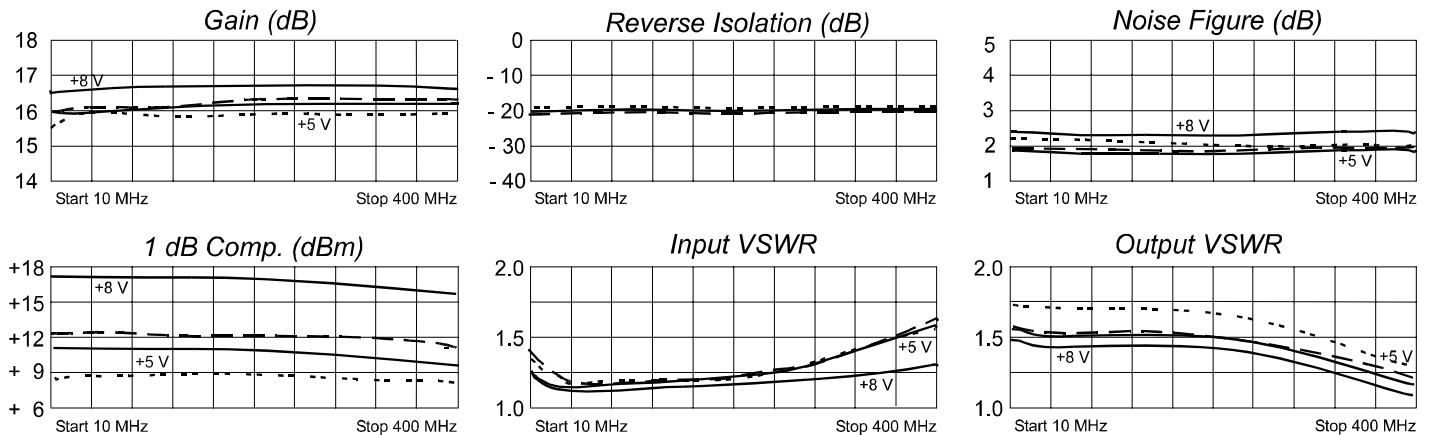 Gain (dB)
18
17
16
15
14
+8 V
+5 V
Start 10 MHz
Stop 400 MHz
Reverse Isolation (dB)
0
- 10
- 20
- 30
- 40
Start 10 MHz
Stop 400 MHz
Noise Figure (dB)
5
4
3
2
1
+8 V
+5 V
Start 10 MHz
Stop 400 MHz
1 dB Comp. (dBm)
+18
+15
+12
+ 9
+ 6
+8 V
+5 V
Start 10 MHz
Stop 400 MHz
Input VSWR
2.0
1.5
1.0
+5 V
+8 V
Start 10 MHz
Stop 400 MHz
Output VSWR
2.0
1.5
1.0
+8 V
+5 V
Start 10 MHz
Stop 400 MHz